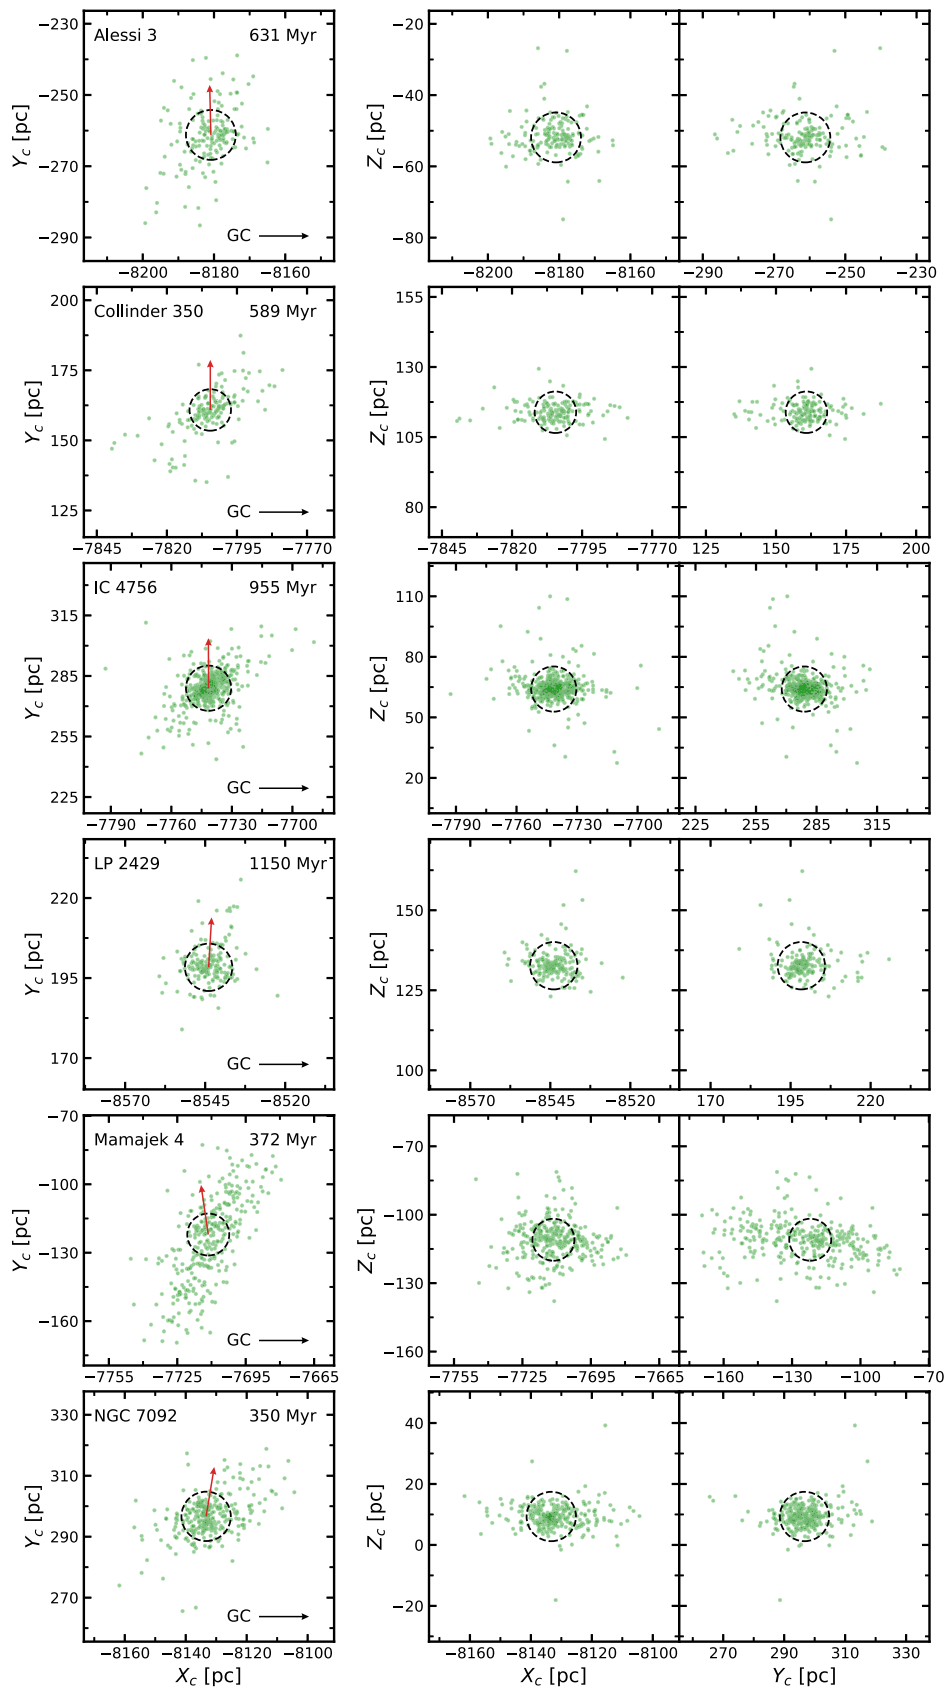 Alessi 3 631 Myr
Y_c [pc]
−226
−250
−270
−290
GC
−8200 −8180 −8160
Z_c [pc]
−20
−40
−60
−80
−8200 −8180 −8160
−290 −270 −250 −230
Collinder 350 589 Myr
Y_c [pc]
200
175
150
125
GC
−7845 −7820 −7795 −7770
Z_c [pc]
155
130
105
80
−7845 −7820 −7795 −7770
125 150 175 200
IC 4756 955 Myr
Y_c [pc]
315
285
255
225
GC
−7790 −7760 −7730 −7700
Z_c [pc]
110
80
50
20
−7790 −7760 −7730 −7700
225 255 285 315
LP 2429 1150 Myr
Y_c [pc]
220
195
170
GC
−8570 −8545 −8520
Z_c [pc]
150
125
100
−8570 −8545 −8520
170 195 220
Mamajek 4 372 Myr
Y_c [pc]
−70
−100
−130
−160
GC
−7755 −7725 −7695 −7665
Z_c [pc]
−70
−100
−130
−160
−7755 −7725 −7695 −7665
−160 −130 −100 −70
NGC 7092 350 Myr
Y_c [pc]
330
310
290
270
GC
−8160 −8140 −8120 −8100
X_c [pc]
Z_c [pc]
40
20
0
−20
−8160 −8140 −8120 −8100
X_c [pc]
270 290 310 330
Y_c [pc]